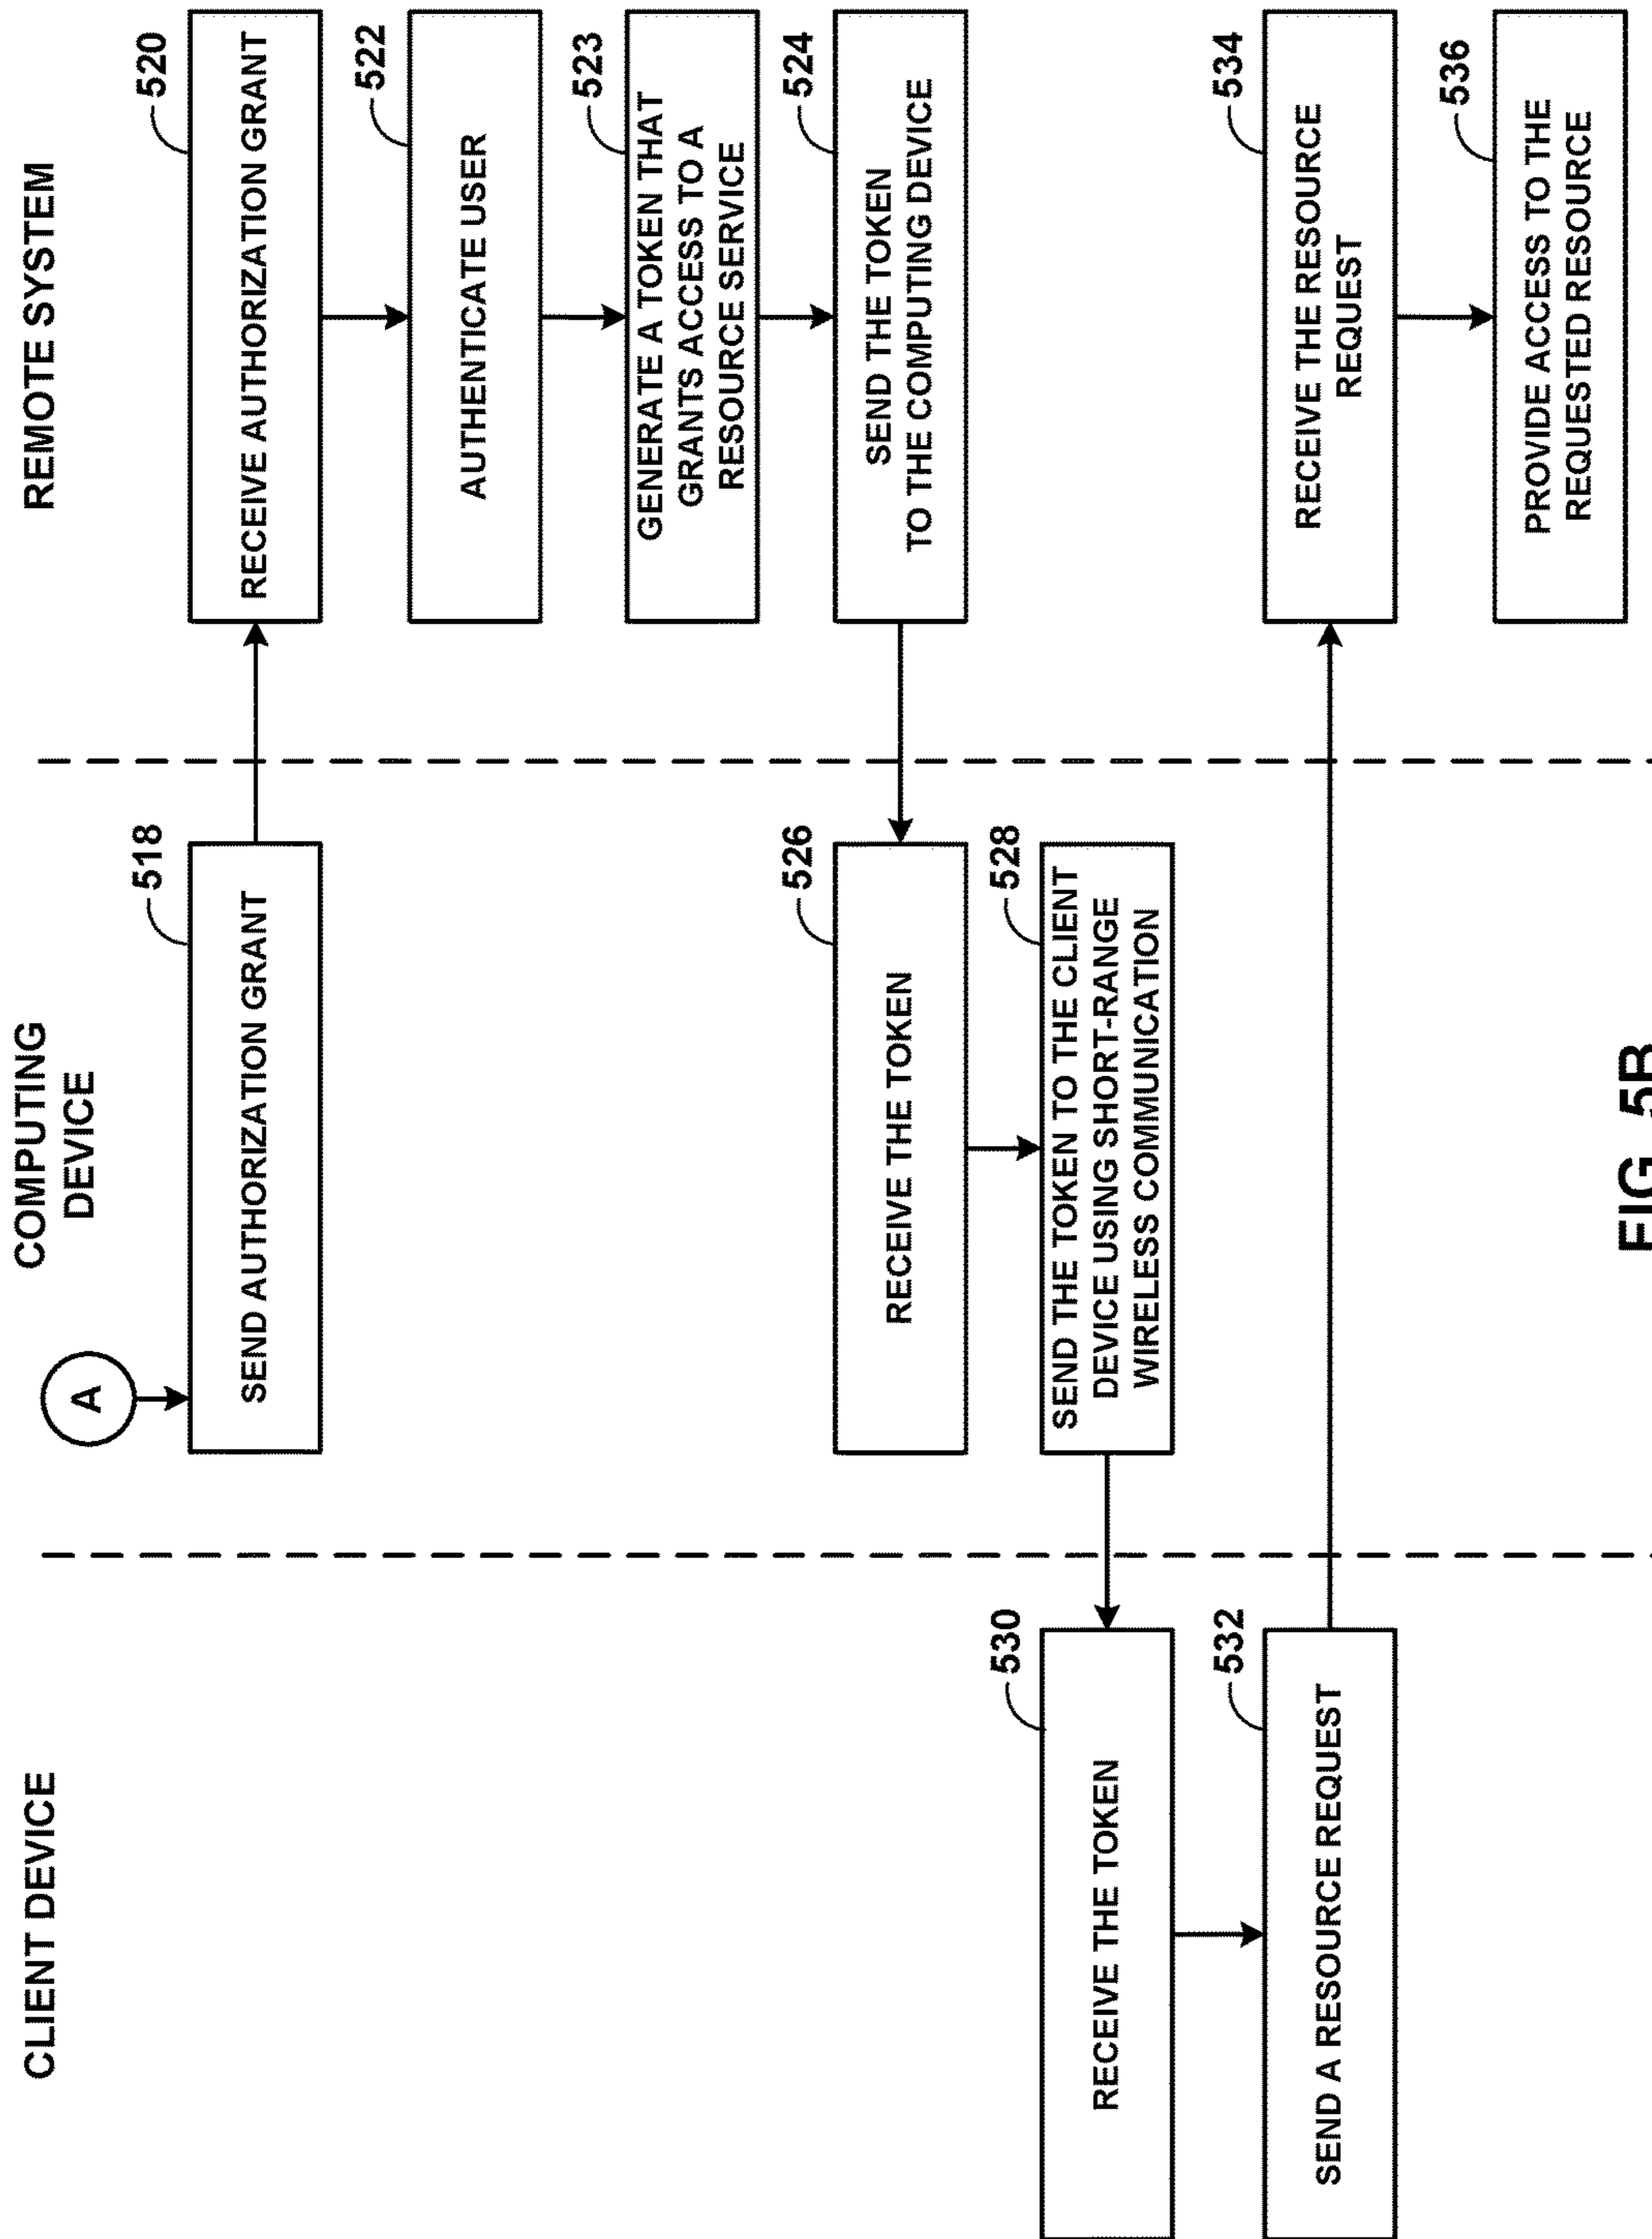 CLIENT DEVICE
COMPUTING
DEVICE
REMOTE SYSTEM
A
518
SEND AUTHORIZATION GRANT
520
RECEIVE AUTHORIZATION GRANT
522
AUTHENTICATE USER
523
GENERATE A TOKEN THAT
GRANTS ACCESS TO A
RESOURCE SERVICE
524
SEND THE TOKEN
TO THE COMPUTING DEVICE
526
RECEIVE THE TOKEN
528
SEND THE TOKEN TO THE CLIENT
DEVICE USING SHORT-RANGE
WIRELESS COMMUNICATION
530
RECEIVE THE TOKEN
532
SEND A RESOURCE REQUEST
534
RECEIVE THE RESOURCE
REQUEST
536
PROVIDE ACCESS TO THE
REQUESTED RESOURCE
FIG. 5B